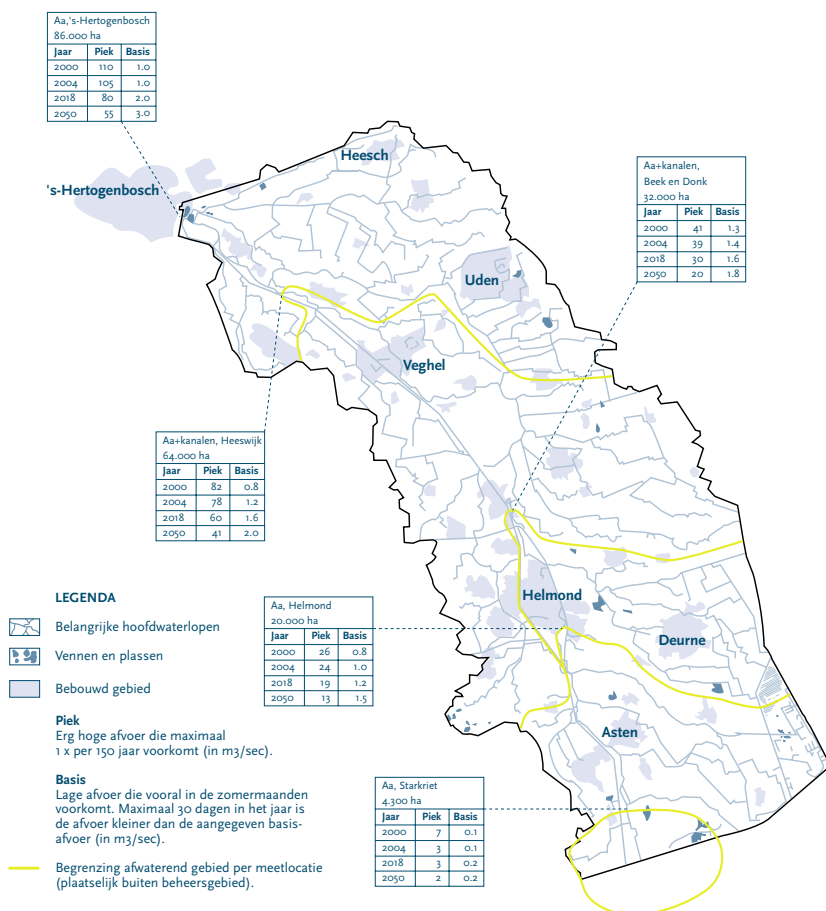 Aa,'s-Hertogenbosch
86.000 ha
Jaar Piek Basis
2000 110 1.0
2004 105 1.0
2018 80 2.0
2050 55 3.0
Heesch
's-Hertogenbosch
Aa+kanalen,
Beek en Donk
32.000 ha
Jaar Piek Basis
2000 41 1.3
2004 39 1.4
2018 30 1.6
2050 20 1.8
Uden
Veghel
Aa+kanalen, Heeswijk
64.000 ha
Jaar Piek Basis
2000 82 0.8
2004 78 1.2
2018 60 1.6
2050 41 2.0
Helmond
Deurne
Asten
Aa, Helmond
20.000 ha
Jaar Piek Basis
2000 26 0.8
2004 24 1.0
2018 19 1.2
2050 13 1.5
Aa, Starkriet
4.300 ha
Jaar Piek Basis
2000 7 0.1
2004 3 0.1
2018 3 0.2
2050 2 0.2
LEGENDA
Belangrijke hoofdwaterlopen
Vennen en plassen
Bebouwd gebied
Piek
Erg hoge afvoer die maximaal
1 x per 150 jaar voorkomt (in m3/sec).
Basis
Lage afvoer die vooral in de zomermaanden
voorkomt. Maximaal 30 dagen in het jaar is
de afvoer kleiner dan de aangegeven basis-
afvoer (in m3/sec).
Begrenzing afwaterend gebied per meetlocatie
(plaatselijk buiten beheersgebied).